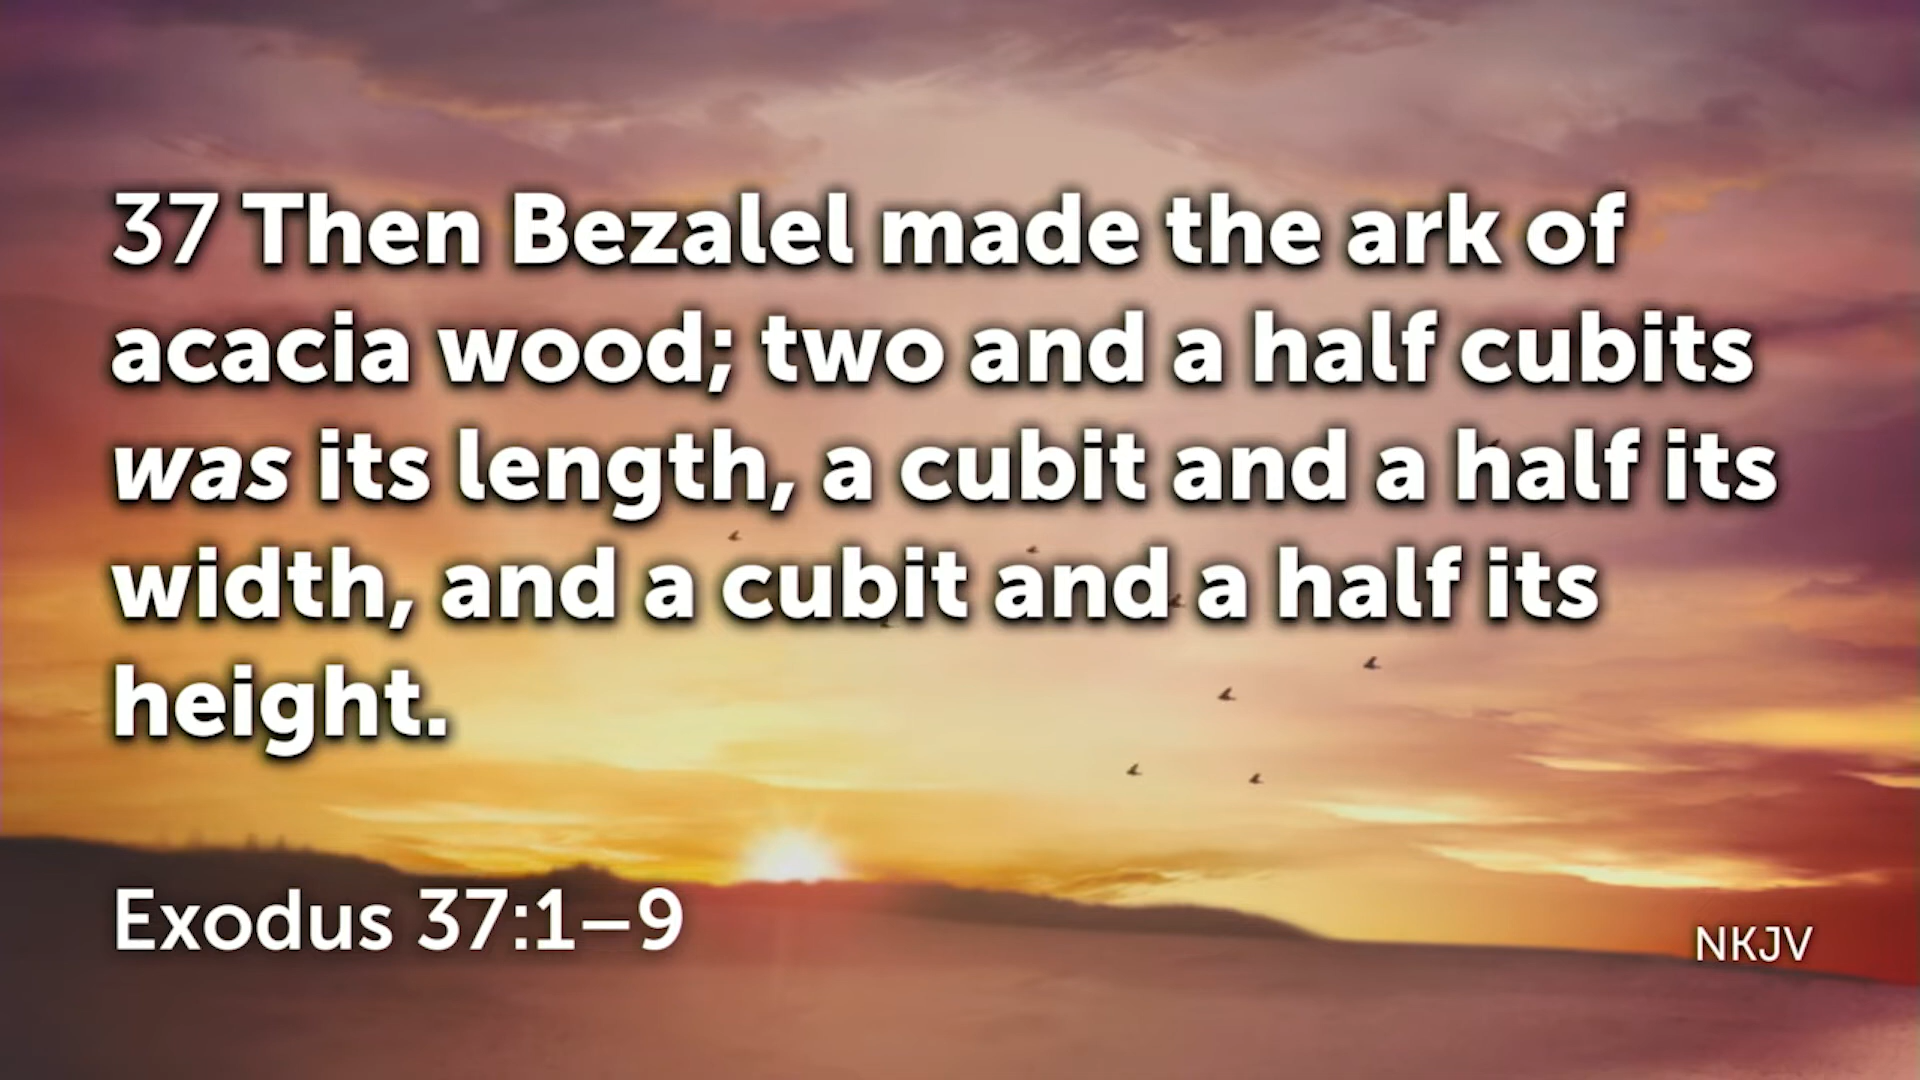 37 Then Bezalel made the ark of
acacia wood; two and a half cubits
was its length, a cubit and a half its
width, and a cubit and a half its
height.
Exodus 37:1–9
NKJV